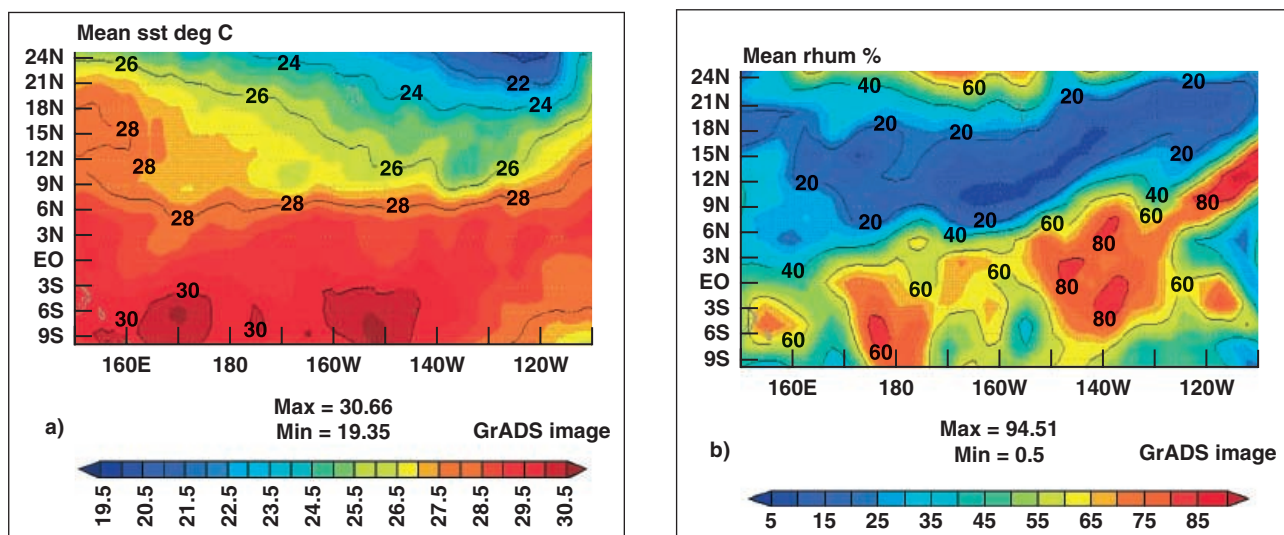 Mean sst deg C
24N
21N
18N
15N
12N
9N
6N
3N
EO
3S
6S
9S
26
24
22
26
24
24
28
28
26
26
28
28
28
28
30
30
30
160E 180 160W 140W 120W
Max = 30.66
Min = 19.35
a)
GrADS image
19.5 20.5 21.5 22.5 23.5 24.5 25.5 26.5 27.5 28.5 29.5 30.5
Mean rhum %
24N
21N
18N
15N
12N
9N
6N
3N
EO
3S
6S
9S
40
60
20
20
20
20
20
20
40
80
20
20
60
60
40
80
40
60
80
60
60
80
60
80
60
60
160E 180 160W 140W 120W
Max = 94.51
Min = 0.5
b)
GrADS image
5 15 25 35 45 55 65 75 85